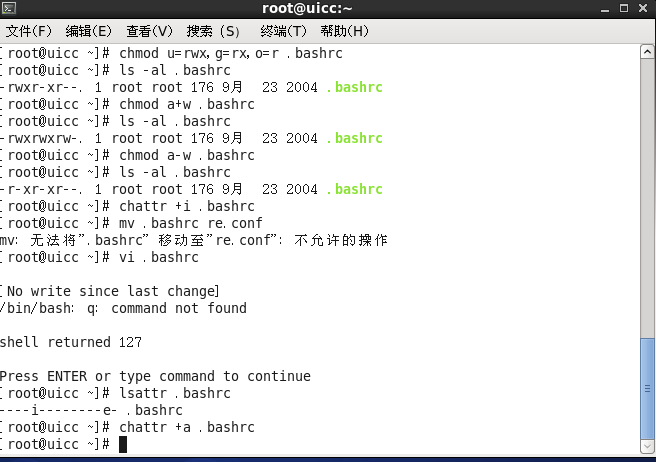 root@uicc:~
文件(F) 编辑(E) 查看(V) 搜索 (S) 终端(T) 帮助(H)
[root@uicc ~]# chmod u=rwx,g=rx,o=r .bashrc
[root@uicc ~]# ls -al .bashrc
-rwxr-xr--. 1 root root 176 9月  23 2004 .bashrc
[root@uicc ~]# chmod a+w .bashrc
[root@uicc ~]# ls -al .bashrc
-rwxrwxrw-. 1 root root 176 9月  23 2004 .bashrc
[root@uicc ~]# chmod a-w .bashrc
[root@uicc ~]# ls -al .bashrc
-r-xr-xr--. 1 root root 176 9月  23 2004 .bashrc
[root@uicc ~]# chattr +i .bashrc
[root@uicc ~]# mv .bashrc re.conf
mv: 无法将".bashrc" 移动至"re.conf": 不允许的操作
[root@uicc ~]# vi .bashrc

[No write since last change]
/bin/bash: q: command not found

shell returned 127

Press ENTER or type command to continue
[root@uicc ~]# lsattr .bashrc
----i--------e- .bashrc
[root@uicc ~]# chattr +a .bashrc
[root@uicc ~]#